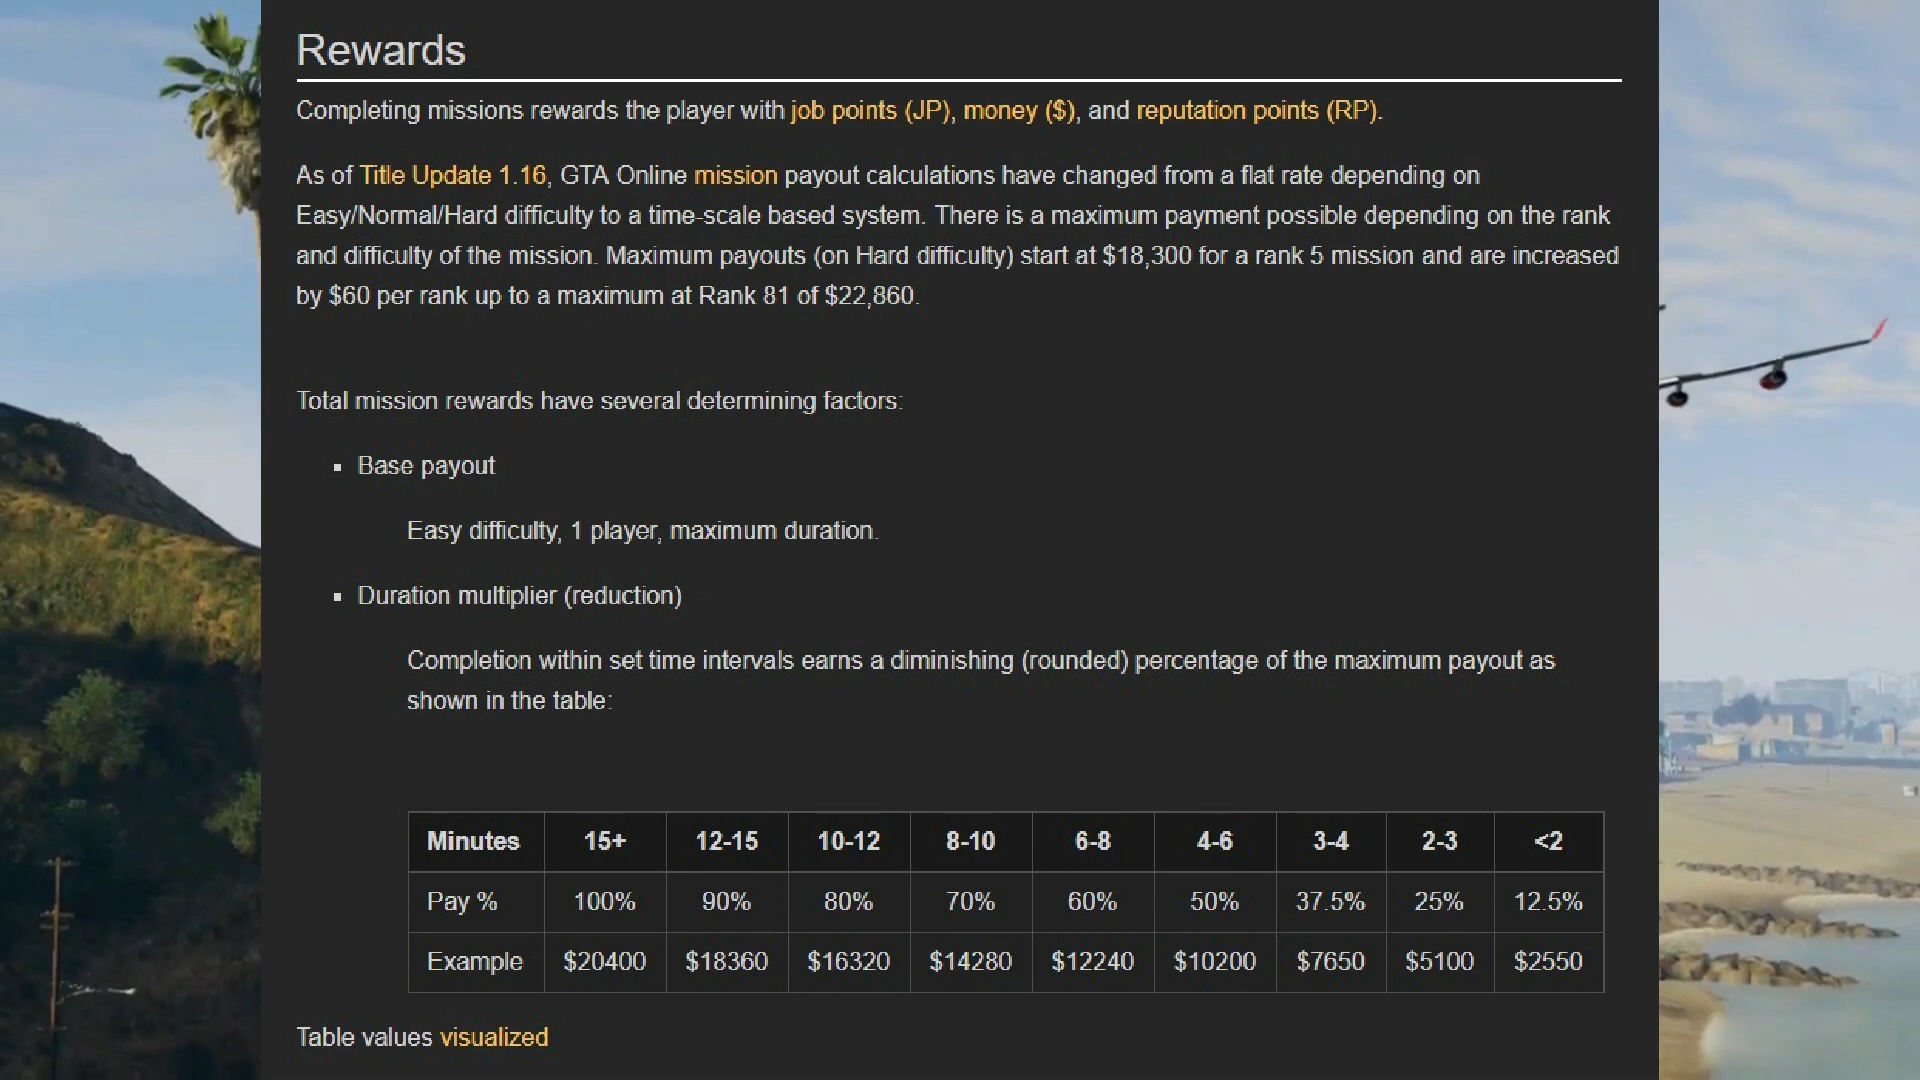 Rewards
Completing missions rewards the player with job points (JP), money ($), and reputation points (RP).
As of Title Update 1.16, GTA Online mission payout calculations have changed from a flat rate depending on
Easy/Normal/Hard difficulty to a time-scale based system. There is a maximum payment possible depending on the rank
and difficulty of the mission. Maximum payouts (on Hard difficulty) start at $18,300 for a rank 5 mission and are increased
by $60 per rank up to a maximum at Rank 81 of $22,860.
Total mission rewards have several determining factors:
▪ Base payout
Easy difficulty, 1 player, maximum duration.
▪ Duration multiplier (reduction)
Completion within set time intervals earns a diminishing (rounded) percentage of the maximum payout as
shown in the table:
Minutes 15+ 12-15 10-12 8-10 6-8 4-6 3-4 2-3 <2
Pay % 100% 90% 80% 70% 60% 50% 37.5% 25% 12.5%
Example $20400 $18360 $16320 $14280 $12240 $10200 $7650 $5100 $2550
Table values visualized